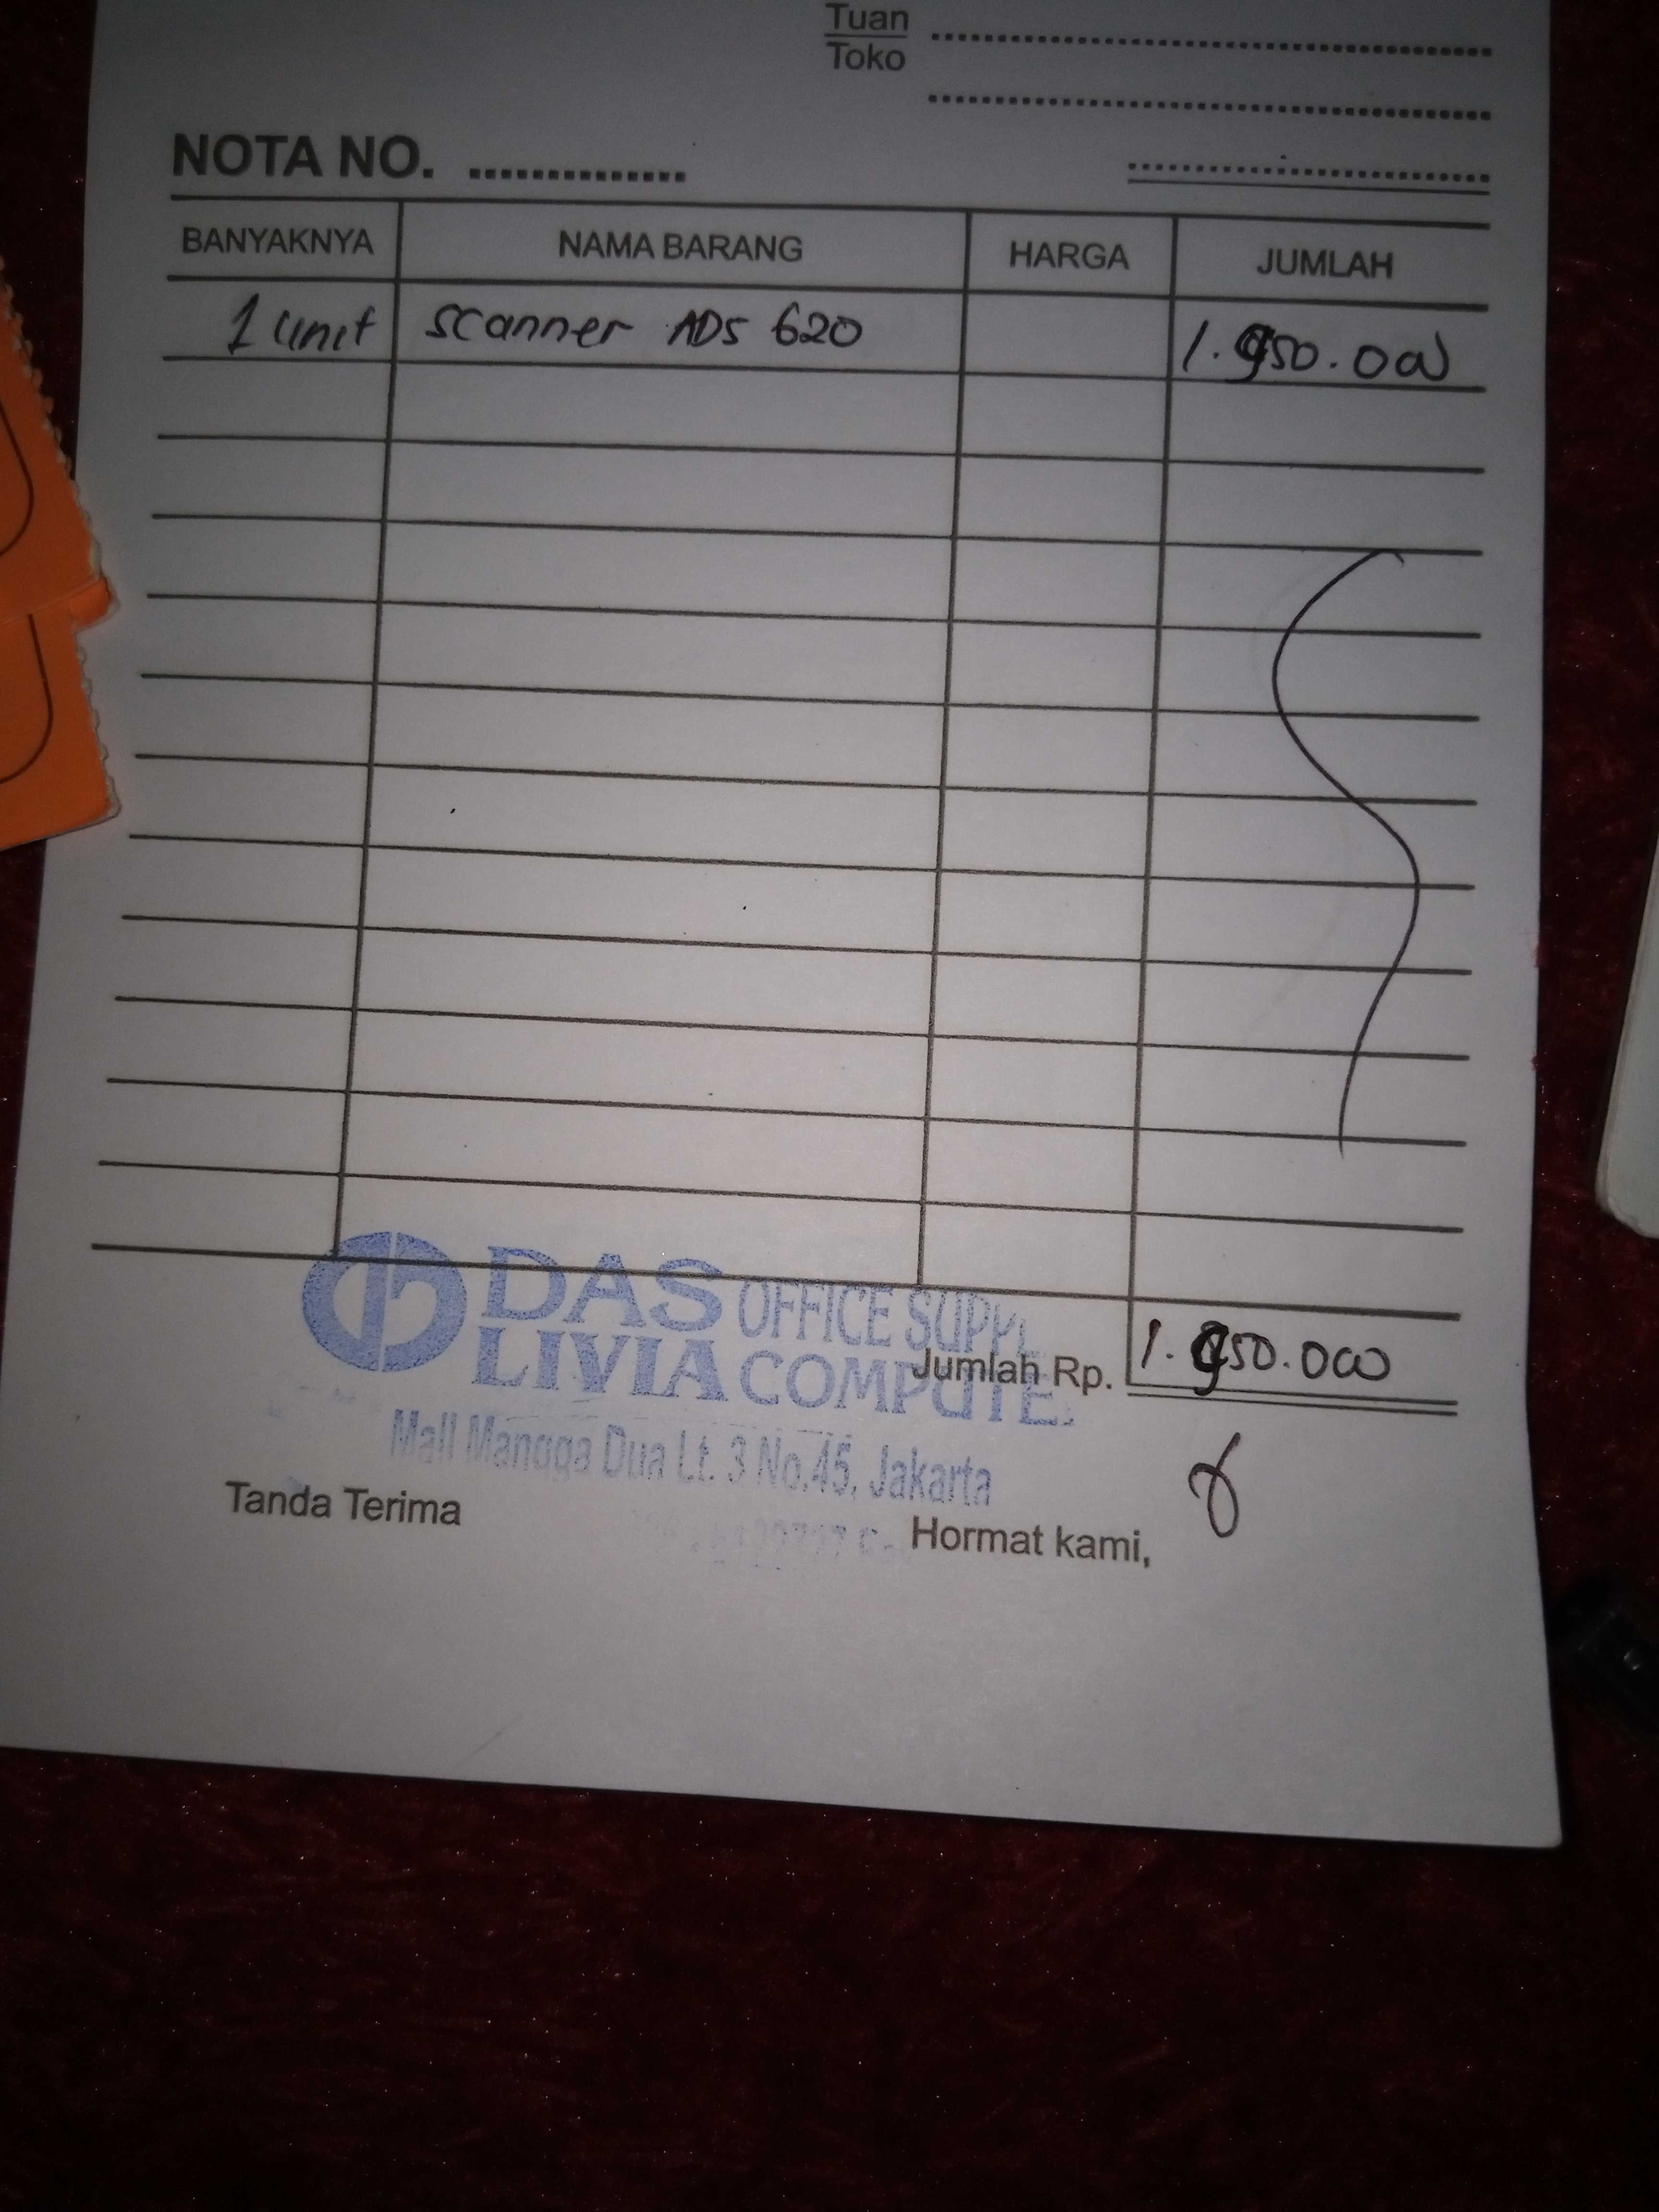 Tuan
Toko
NOTA NO. ..............
BANYAKNYA NAMA BARANG HARGA JUMLAH
1 unit scanner ADS 620 1.950.000
DAS OFFICE SUPPL
LIVIA COMPUTE
Jumlah Rp. 1.950.000
Mall Mangga Dua Lt. 3 No.45, Jakarta
Tanda Terima
Hormat kami,